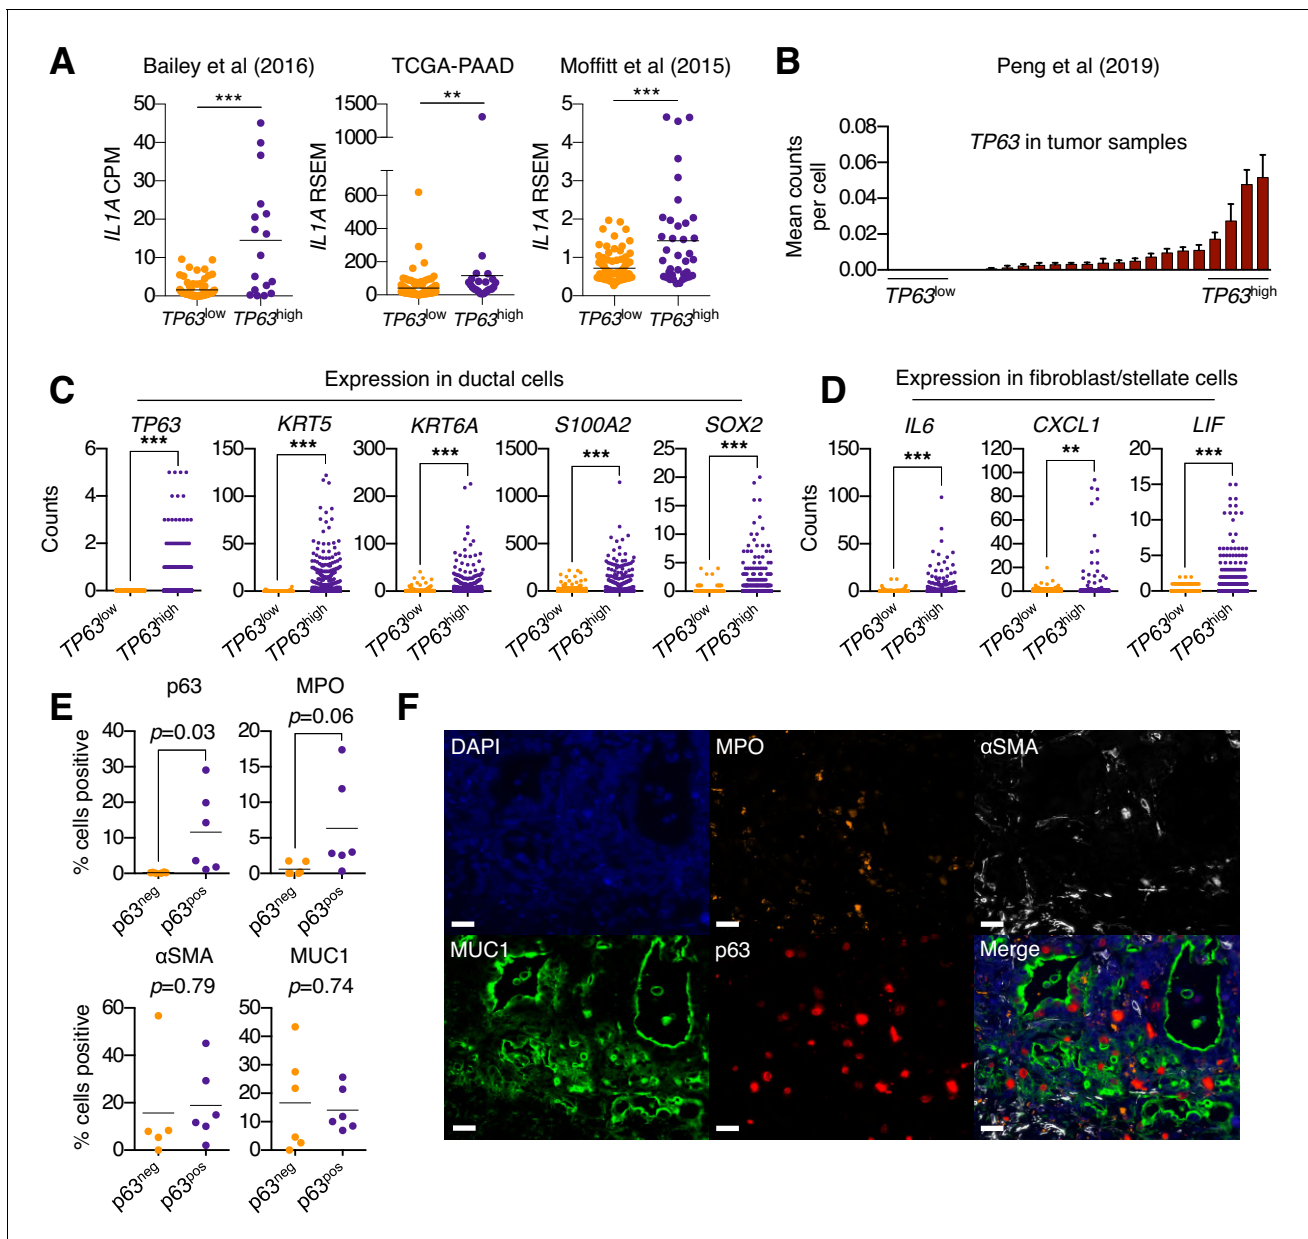 A
Bailey et al (2016)
TCGA-PAAD
Moffitt et al (2015)
***
**
***
IL1A CPM
50
40
30
20
10
0
TP63low
TP63high
IL1A RSEM
1500
1000
600
400
200
0
TP63low
TP63high
IL1A RSEM
5
4
3
2
1
0
TP63low
TP63high
B
Peng et al (2019)
TP63 in tumor samples
Mean counts
per cell
0.08
0.06
0.04
0.02
0.00
TP63low
TP63high
C
Expression in ductal cells
TP63
KRT5
KRT6A
S100A2
SOX2
***
***
***
***
***
Counts
6
4
2
0
TP63low
TP63high
150
100
50
0
TP63low
TP63high
300
200
100
0
TP63low
TP63high
1500
1000
500
0
TP63low
TP63high
25
20
15
10
5
0
TP63low
TP63high
D
Expression in fibroblast/stellate cells
IL6
CXCL1
LIF
***
**
***
Counts
150
100
50
0
TP63low
TP63high
120
100
80
60
40
20
0
TP63low
TP63high
20
15
10
5
0
TP63low
TP63high
E
p63
p=0.03
% cells positive
40
30
20
10
0
p63neg
p63pos
MPO
p=0.06
20
15
10
5
0
p63neg
p63pos
αSMA
p=0.79
% cells positive
60
40
20
0
p63neg
p63pos
MUC1
p=0.74
50
40
30
20
10
0
p63neg
p63pos
F
DAPI
MPO
αSMA
MUC1
p63
Merge